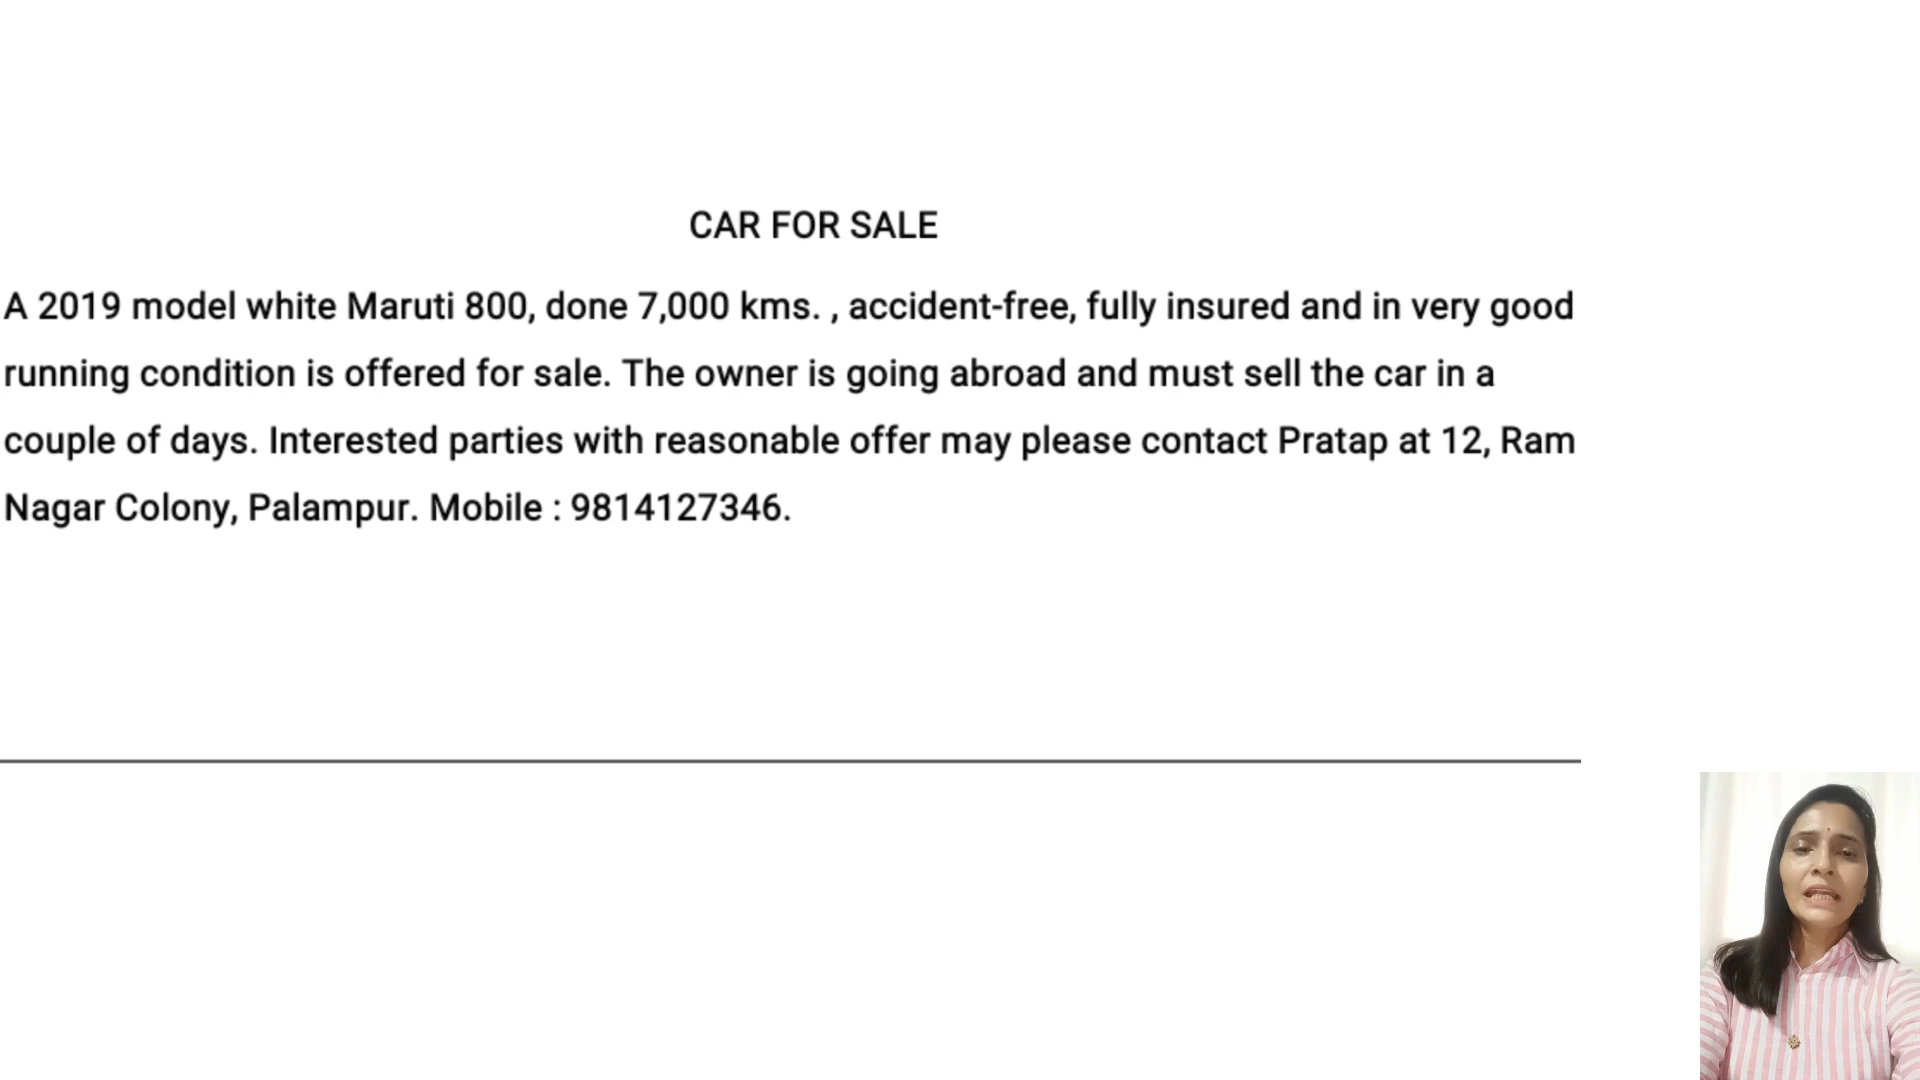 CAR FOR SALE
A 2019 model white Maruti 800, done 7,000 kms. , accident-free, fully insured and in very good
running condition is offered for sale. The owner is going abroad and must sell the car in a
couple of days. Interested parties with reasonable offer may please contact Pratap at 12, Ram
Nagar Colony, Palampur. Mobile : 9814127346.